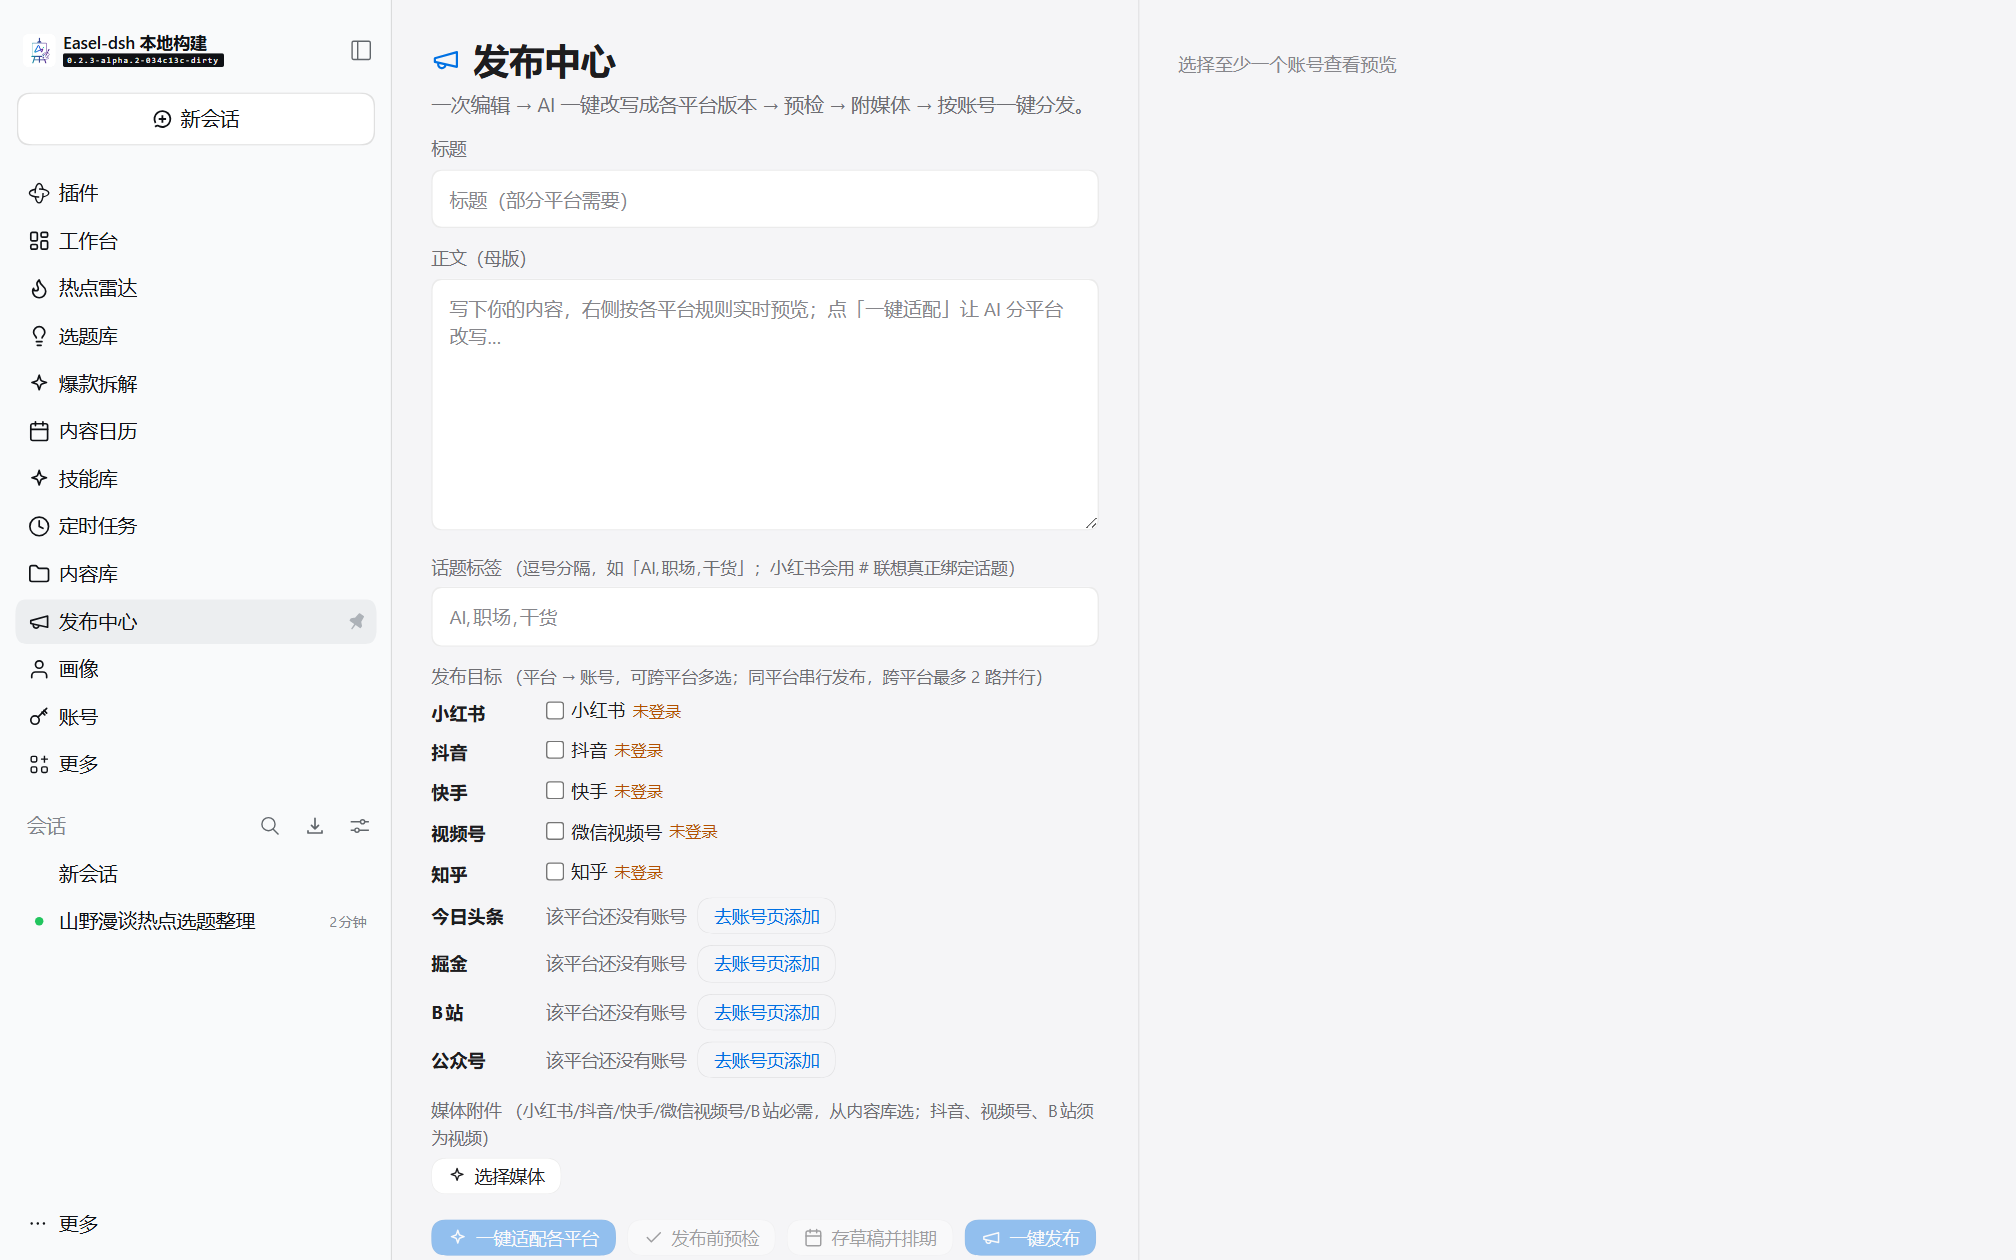 Easel-dsh 本地构建
0.2.3-alpha.2-034c13c-dirty
新会话
插件
工作台
热点雷达
选题库
爆款拆解
内容日历
技能库
定时任务
内容库
发布中心
画像
账号
更多
会话
新会话
山野漫谈热点选题整理 2 分钟
更多
发布中心
一次编辑 → AI 一键改写成各平台版本 → 预检 → 附媒体 → 按账号一键分发。
标题
标题（部分平台需要）
正文（母版）
写下你的内容，右侧按各平台规则实时预览；点「一键适配」让 AI 分平台
改写...
话题标签 （逗号分隔，如「AI,职场,干货」；小红书会用 # 联想真正绑定话题）
AI,职场,干货
发布目标 （平台 → 账号，可跨平台多选；同平台串行发布，跨平台最多 2 路并行）
小红书 小红书 未登录
抖音 抖音 未登录
快手 快手 未登录
视频号 微信视频号 未登录
知乎 知乎 未登录
今日头条 该平台还没有账号 去账号页添加
掘金 该平台还没有账号 去账号页添加
B站 该平台还没有账号 去账号页添加
公众号 该平台还没有账号 去账号页添加
媒体附件 （小红书/抖音/快手/微信视频号/B站必需，从内容库选；抖音、视频号、B站须
为视频）
选择媒体
一键适配各平台 发布前预检 存草稿并排期 一键发布
选择至少一个账号查看预览